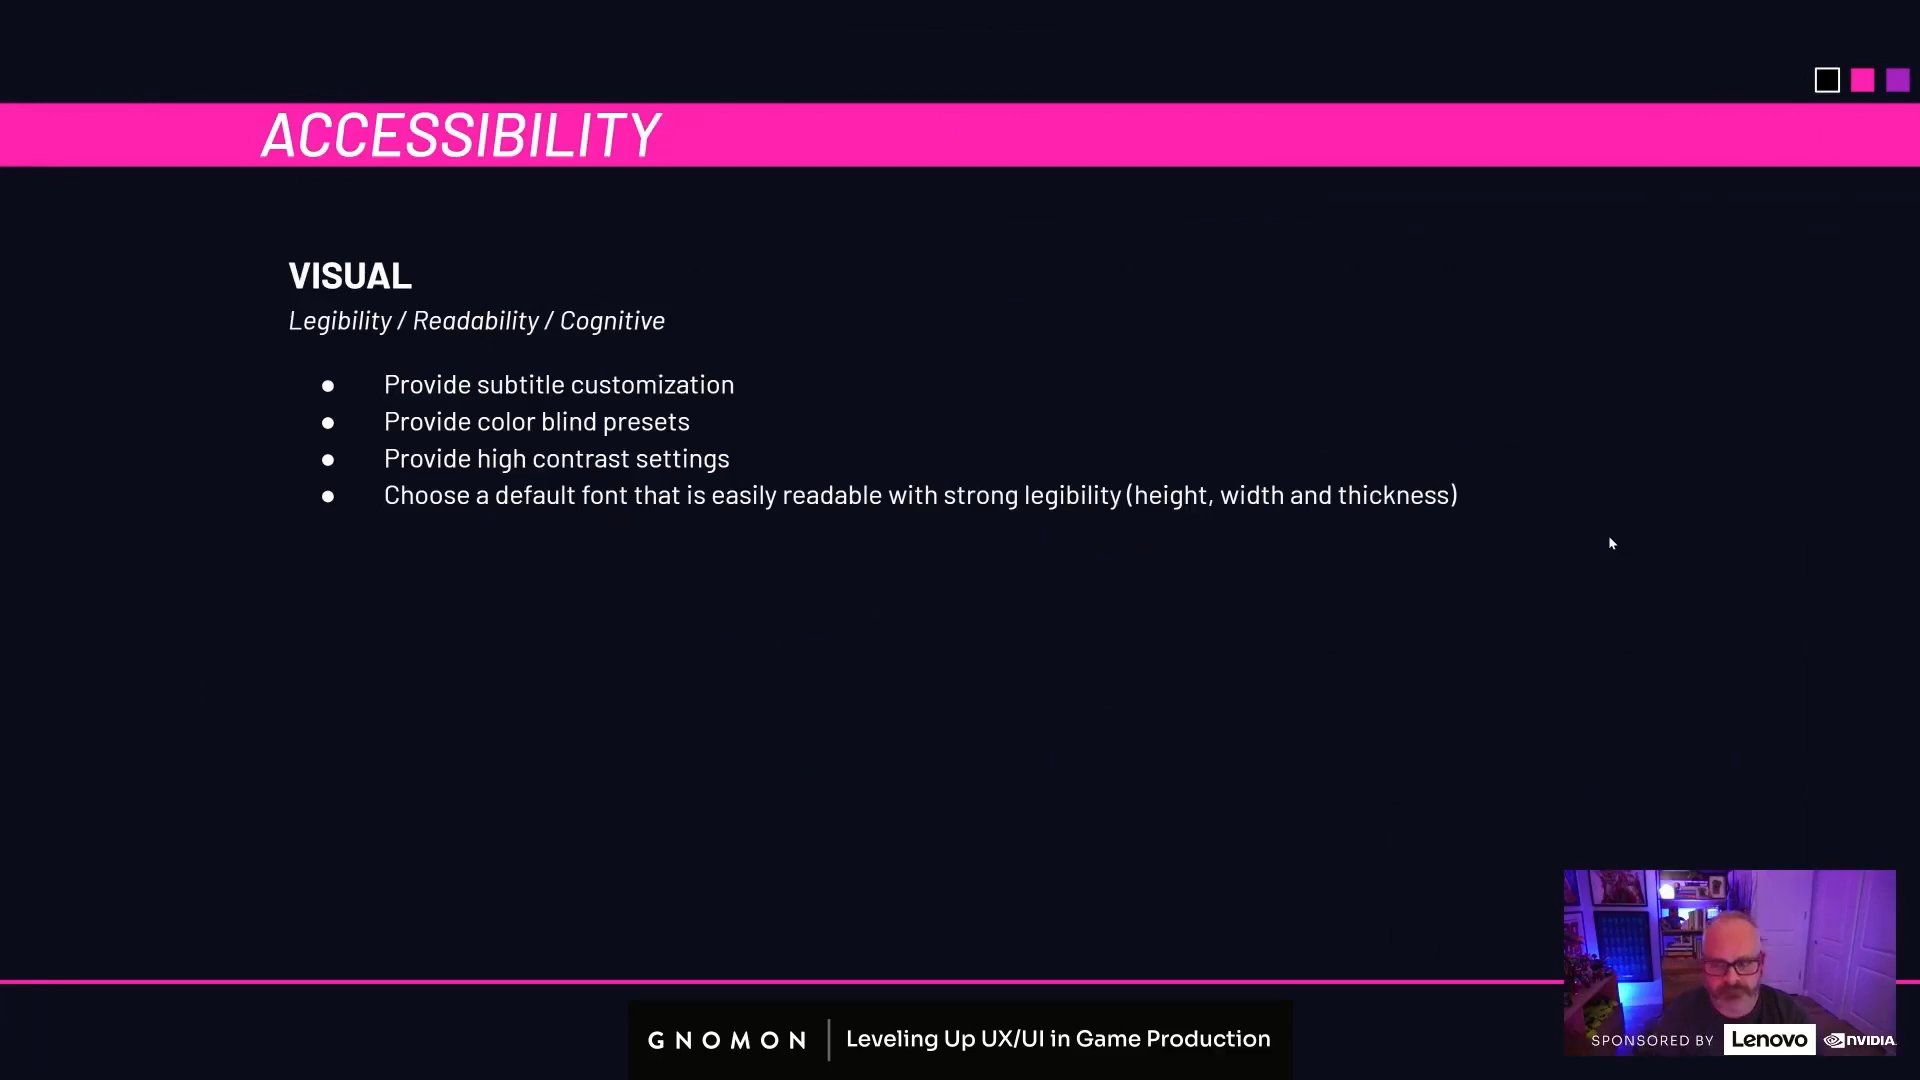 ACCESSIBILITY
VISUAL
Legibility / Readability / Cognitive
● Provide subtitle customization
● Provide color blind presets
● Provide high contrast settings
● Choose a default font that is easily readable with strong legibility (height, width and thickness)
GNOMON | Leveling Up UX/UI in Game Production
SPONSORED BY Lenovo NVIDIA